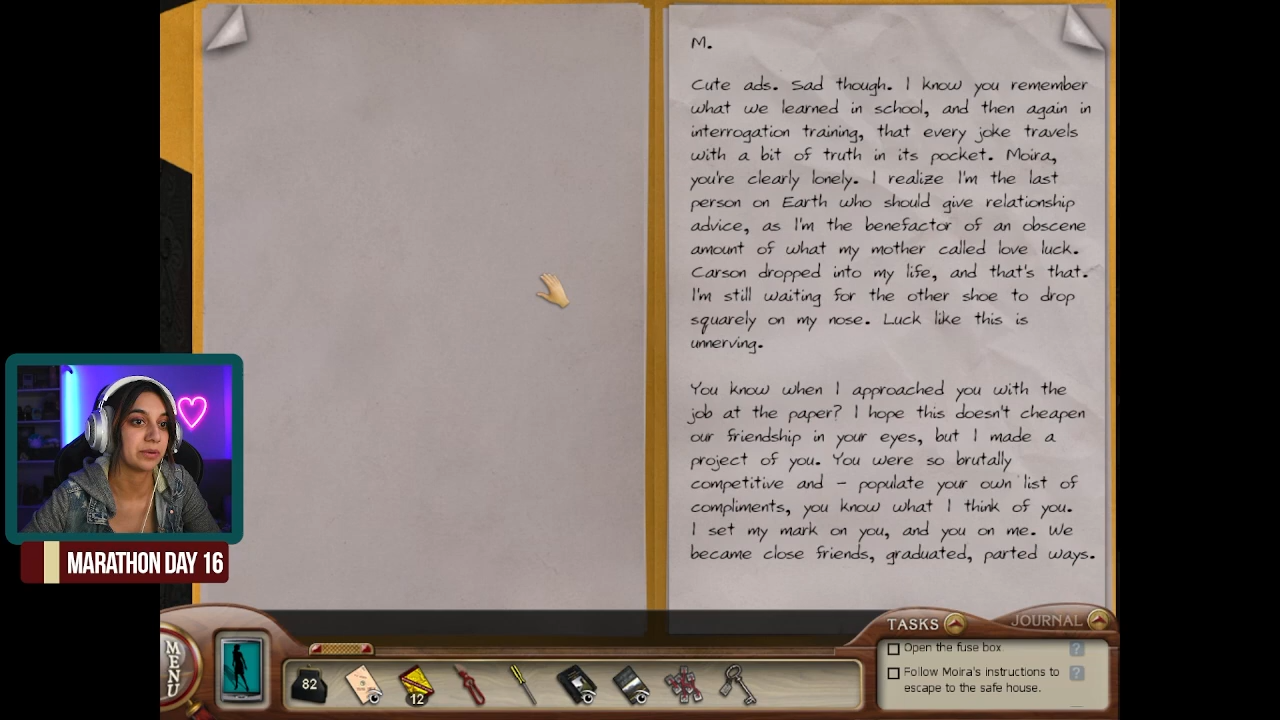 M.
Cute ads. Sad though. I know you remember
what we learned in school, and then again in
interrogation training, that every joke travels
with a bit of truth in its pocket. Moira,
you're clearly lonely. I realize I'm the last
person on Earth who should give relationship
advice, as I'm the benefactor of an obscene
amount of what my mother called love luck.
Carson dropped into my life, and that's that.
I'm still waiting for the other shoe to drop
squarely on my nose. Luck like this is
unnerving.
You know when I approached you with the
job at the paper? I hope this doesn't cheapen
our friendship in your eyes, but I made a
project of you. You were so brutally
competitive and - populate your own list of
compliments, you know what I think of you.
I set my mark on you, and you on me. We
became close friends, graduated, parted ways.
MARATHON DAY 16
MENU
82
12
TASKS
JOURNAL
Open the fuse box ?
Follow Moira's instructions to ?
escape to the safe house.